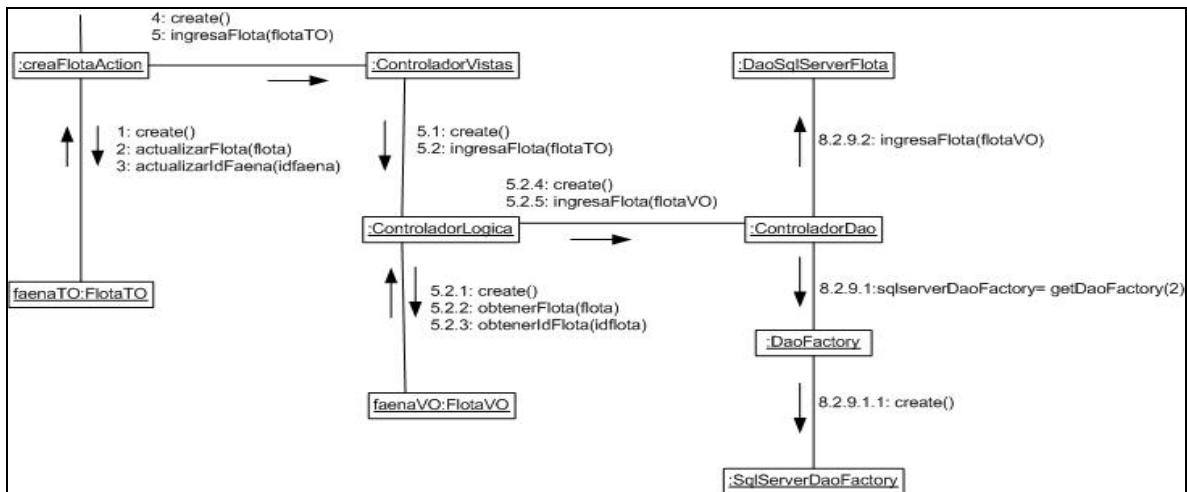 4: create()
5: ingresaFlota(flotaTO)
:creaFlotaAction
:ControladorVistas
:DaoSqlServerFlota
1: create()
2: actualizarFlota(flota)
3: actualizarIdFaena(idfaena)
5.1: create()
5.2: ingresaFlota(flotaTO)
8.2.9.2: ingresaFlota(flotaVO)
5.2.4: create()
5.2.5: ingresaFlota(flotaVO)
:ControladorLogica
:ControladorDao
faenaTO:FlotaTO
5.2.1: create()
5.2.2: obtenerFlota(flota)
5.2.3: obtenerIdFlota(idflota)
8.2.9.1:sqlserverDaoFactory= getDaoFactory(2)
:DaoFactory
faenaVO:FlotaVO
8.2.9.1.1: create()
:SqlServerDaoFactory